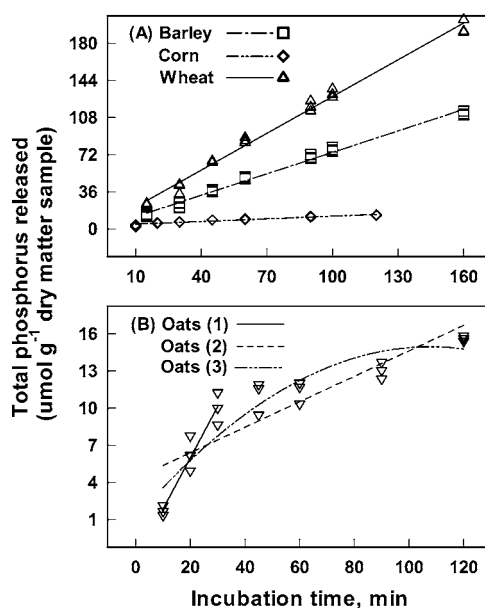 (A) Barley
Corn
Wheat
180
144
108
72
36
0
10 40 70 100 130 160
Total phosphorus released
(umol g-1 dry matter sample)
(B) Oats (1)
Oats (2)
Oats (3)
16
13
10
7
4
1
0 20 40 60 80 100 120
Incubation time, min